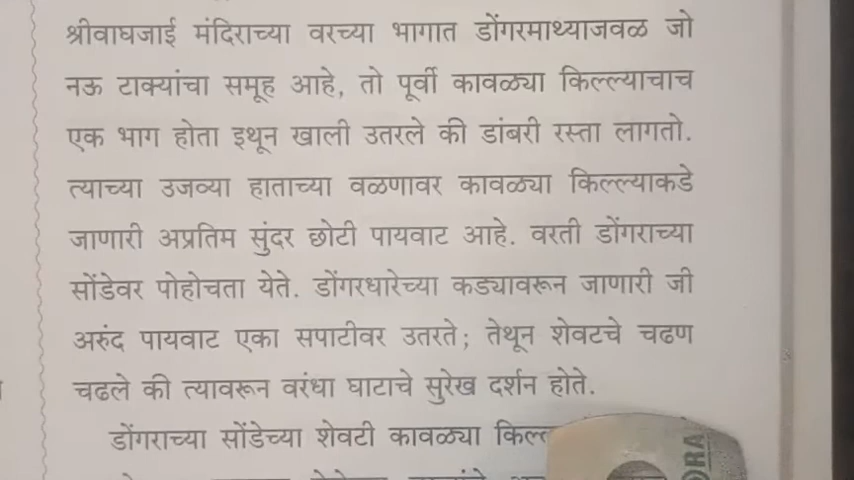 श्रीवाघजाई मंदिराच्या वरच्या भागात डोंगरमाथ्याजवळ जो
नऊ टाक्यांचा समूह आहे, तो पूर्वी कावळ्या किल्ल्याचाच
एक भाग होता इथून खाली उतरले की डांबरी रस्ता लागतो.
त्याच्या उजव्या हाताच्या वळणावर कावळ्या किल्ल्याकडे
जाणारी अप्रतिम सुंदर छोटी पायवाट आहे. वरती डोंगराच्या
सोंडेवर पोहोचता येते. डोंगरधारेच्या कड्यावरून जाणारी जी
अरुंद पायवाट एका सपाटीवर उतरते; तेथून शेवटचे चढण
चढले की त्यावरून वरंधा घाटाचे सुरेख दर्शन होते.
डोंगराच्या सोंडेच्या शेवटी कावळ्या